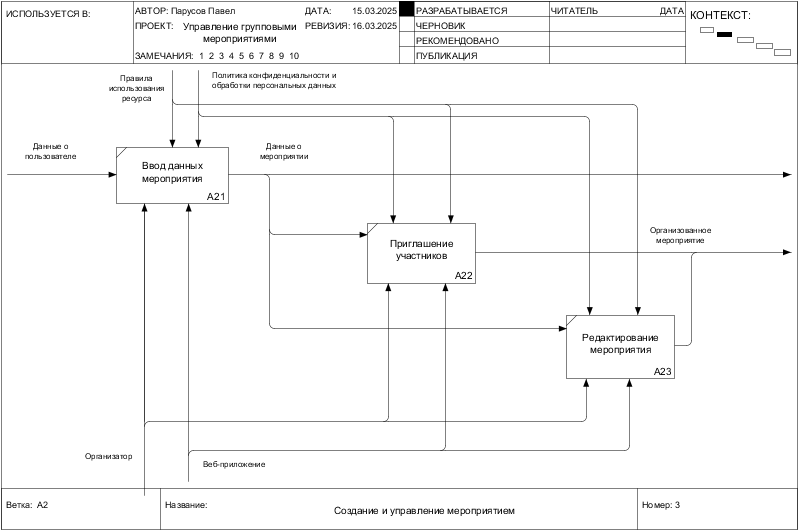 ИСПОЛЬЗУЕТСЯ В:
АВТОР: Парусов Павел
ДАТА: 15.03.2025
РАЗРАБАТЫВАЕТСЯ
ЧИТАТЕЛЬ
ДАТА
КОНТЕКСТ:
ПРОЕКТ: Управление групповыми
мероприятиями
РЕВИЗИЯ: 16.03.2025
ЧЕРНОВИК
РЕКОМЕНДОВАНО
ЗАМЕЧАНИЯ: 1 2 3 4 5 6 7 8 9 10
ПУБЛИКАЦИЯ
Правила
использования
ресурса
Политика конфиденциальности и
обработки персональных данных
Данные о
пользователе
Ввод данных
мероприятия
A21
Данные о
мероприятии
Приглашение
участников
A22
Организованное
мероприятие
Редактирование
мероприятия
A23
Организатор
Веб-приложение
Ветка: A2
Название:
Создание и управление мероприятием
Номер: 3